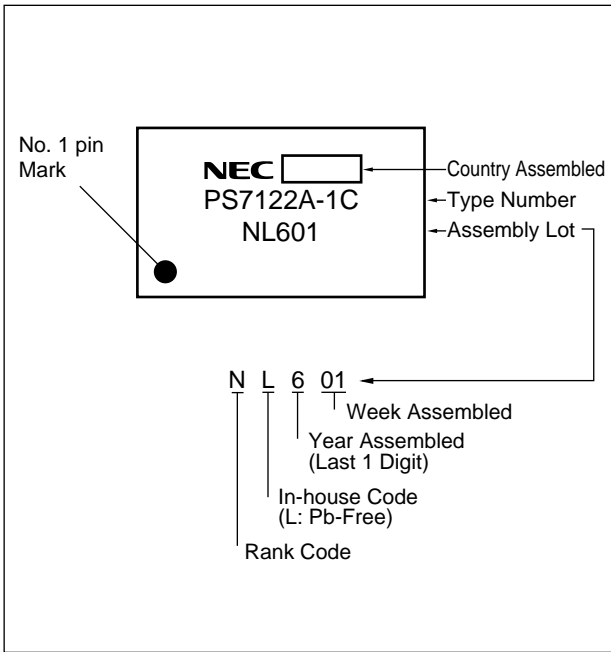 No. 1 pin
Mark
NEC
Country Assembled
PS7122A-1C
Type Number
NL601
Assembly Lot
N L 6 01
Week Assembled
Year Assembled
(Last 1 Digit)
In-house Code
(L: Pb-Free)
Rank Code